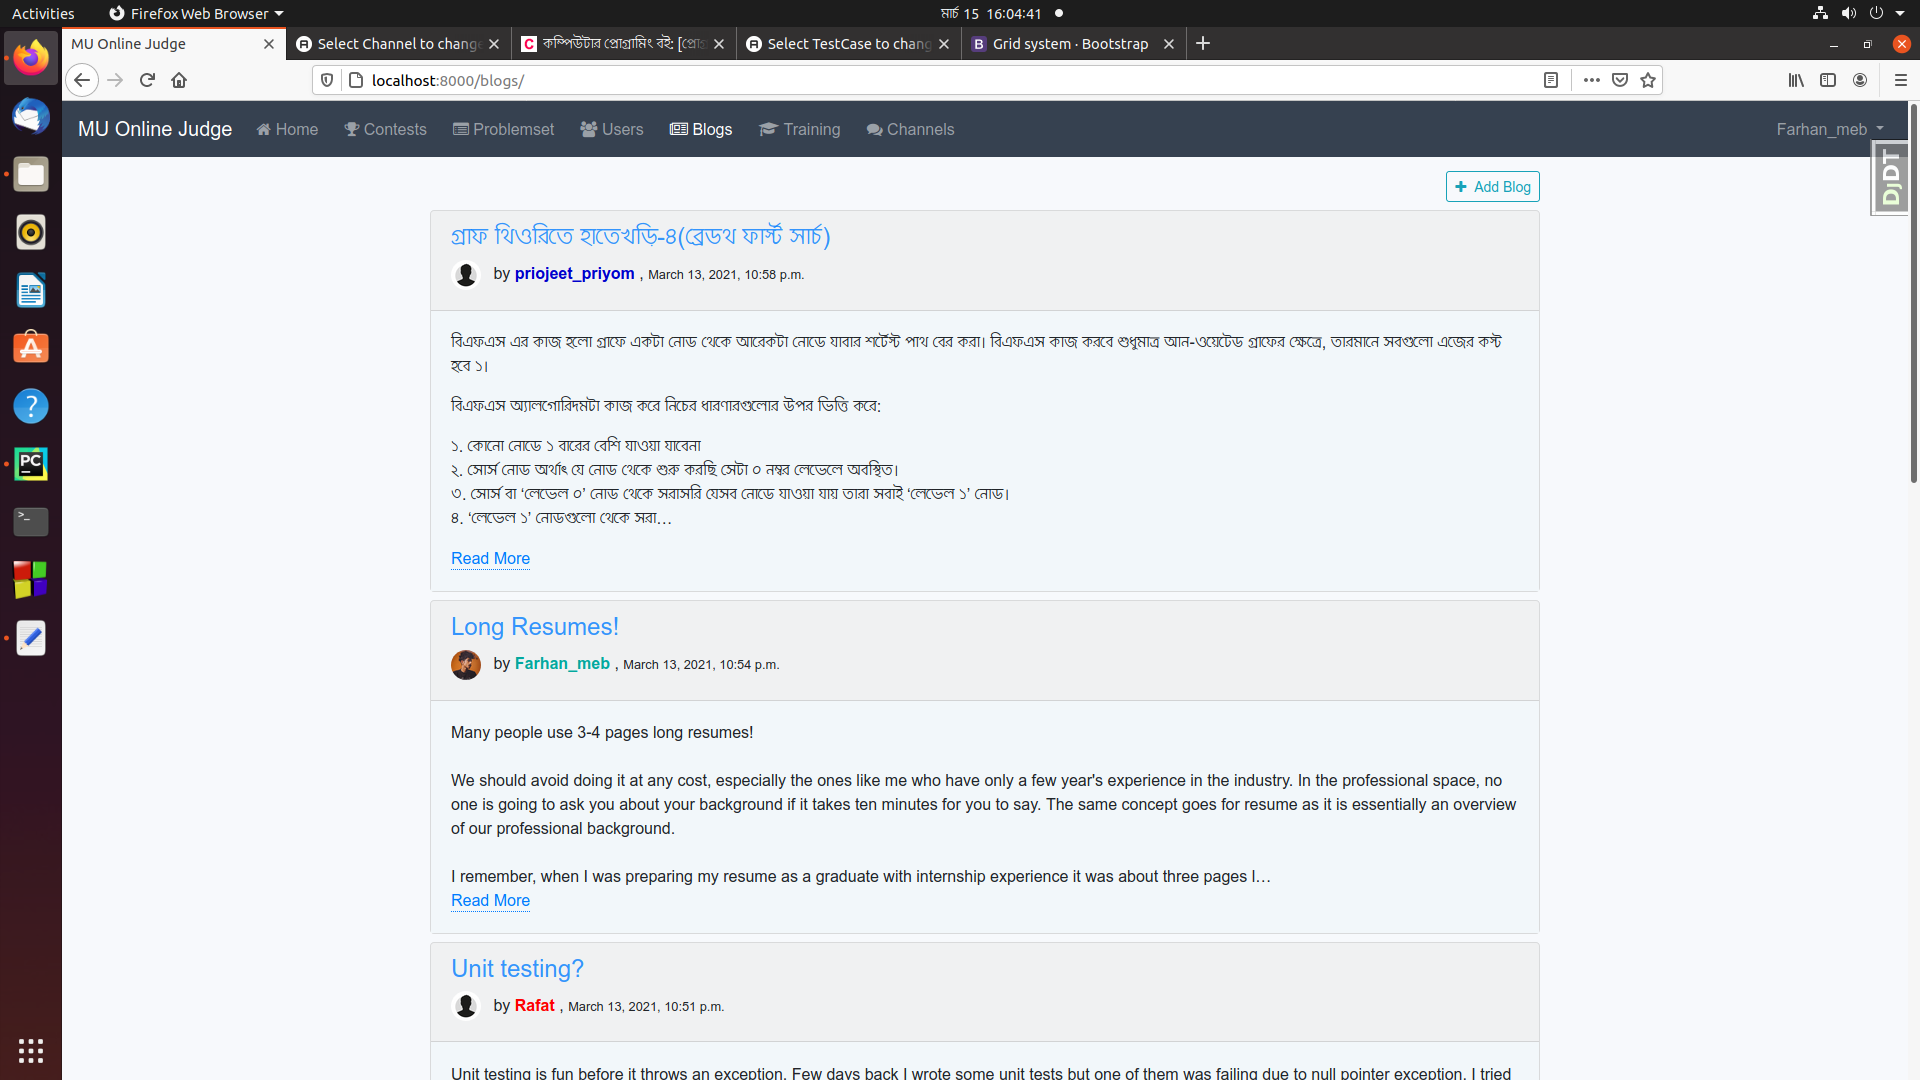 Activities Firefox Web Browser মার্চ 15 16:04:41
MU Online Judge Select Channel to change কম্পিউটার প্রোগ্রামিং বই: [প্রো Select TestCase to chang Grid system · Bootstrap
localhost:8000/blogs/
MU Online Judge Home Contests Problemset Users Blogs Training Channels Farhan_meb
DjDT
Add Blog
গ্রাফ থিওরিতে হাতেখড়ি-৪(ব্রেডথ ফার্স্ট সার্চ)
by priojeet_priyom , March 13, 2021, 10:58 p.m.
বিএফএস এর কাজ হলো গ্রাফে একটা নোড থেকে আরেকটা নোডে যাবার শর্টেস্ট পাথ বের করা। বিএফএস কাজ করবে শুধুমাত্র আন-ওয়েটেড গ্রাফের ক্ষেত্রে, তারমানে সবগুলো এজের কস্ট
হবে ১।
বিএফএস অ্যালগোরিদমটা কাজ করে নিচের ধারণারগুলোর উপর ভিত্তি করে:
১. কোনো নোডে ১ বারের বেশি যাওয়া যাবেনা
২. সোর্স নোড অর্থাৎ যে নোড থেকে শুরু করছি সেটা ০ নম্বর লেভেলে অবস্থিত।
৩. সোর্স বা ‘লেভেল ০’ নোড থেকে সরাসরি যেসব নোডে যাওয়া যায় তারা সবাই ‘লেভেল ১’ নোড।
৪. ‘লেভেল ১’ নোডগুলো থেকে সরা…
Read More
Long Resumes!
by Farhan_meb , March 13, 2021, 10:54 p.m.
Many people use 3-4 pages long resumes!
We should avoid doing it at any cost, especially the ones like me who have only a few year's experience in the industry. In the professional space, no
one is going to ask you about your background if it takes ten minutes for you to say. The same concept goes for resume as it is essentially an overview
of our professional background.
I remember, when I was preparing my resume as a graduate with internship experience it was about three pages l…
Read More
Unit testing?
by Rafat , March 13, 2021, 10:51 p.m.
Unit testing is fun before it throws an exception. Few days back I wrote some unit tests but one of them was failing due to null pointer exception. I tried